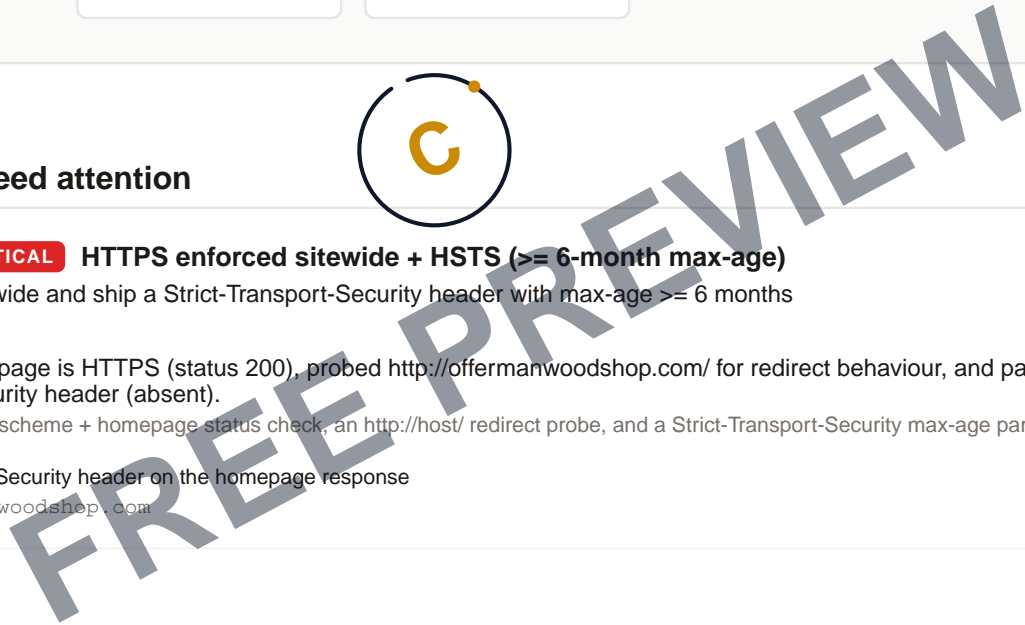 C
eed attention
TICAL HTTPS enforced sitewide + HSTS (>= 6-month max-age)
wide and ship a Strict-Transport-Security header with max-age >= 6 months
page is HTTPS (status 200), probed http://offermanwoodshop.com/ for redirect behaviour, and pa
urity header (absent).
scheme + homepage status check, an http://host/ redirect probe, and a Strict-Transport-Security max-age par
Security header on the homepage response
woodshop.com
FREE PREVIEW